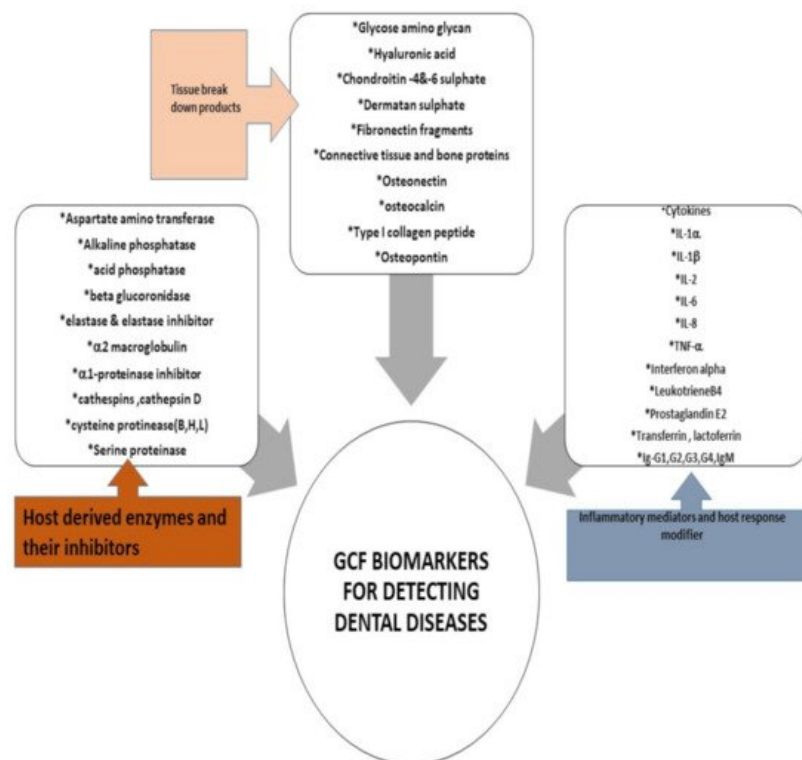 Tissue break
down products
*Glycose amino glycan
*Hyaluronic acid
*Chondroitin -4&-6 sulphate
*Dermatan sulphate
*Fibronectin fragments
*Connective tissue and bone proteins
*Osteonectin
*osteocalcin
*Type I collagen peptide
*Osteopontin
*Aspartate amino transferase
*Alkaline phosphatase
*acid phosphatase
*beta glucoronidase
*elastase & elastase inhibitor
*α2 macroglobulin
*α1-proteinase inhibitor
*cathespins ,cathepsin D
*cysteine protinease(B,H,L)
*Serine proteinase
Host derived enzymes and
their inhibitors
*Cytokines
*IL-1α.
*IL-1β
*IL-2
*IL-6
*IL-8
*TNF-α.
*Interferon alpha
*LeukotrieneB4
*Prostaglandin E2
*Transferrin , lactoferrin
*Ig-G1,G2,G3,G4,IgM
Inflammatory mediators and host response
modifier
GCF BIOMARKERS
FOR DETECTING
DENTAL DISEASES